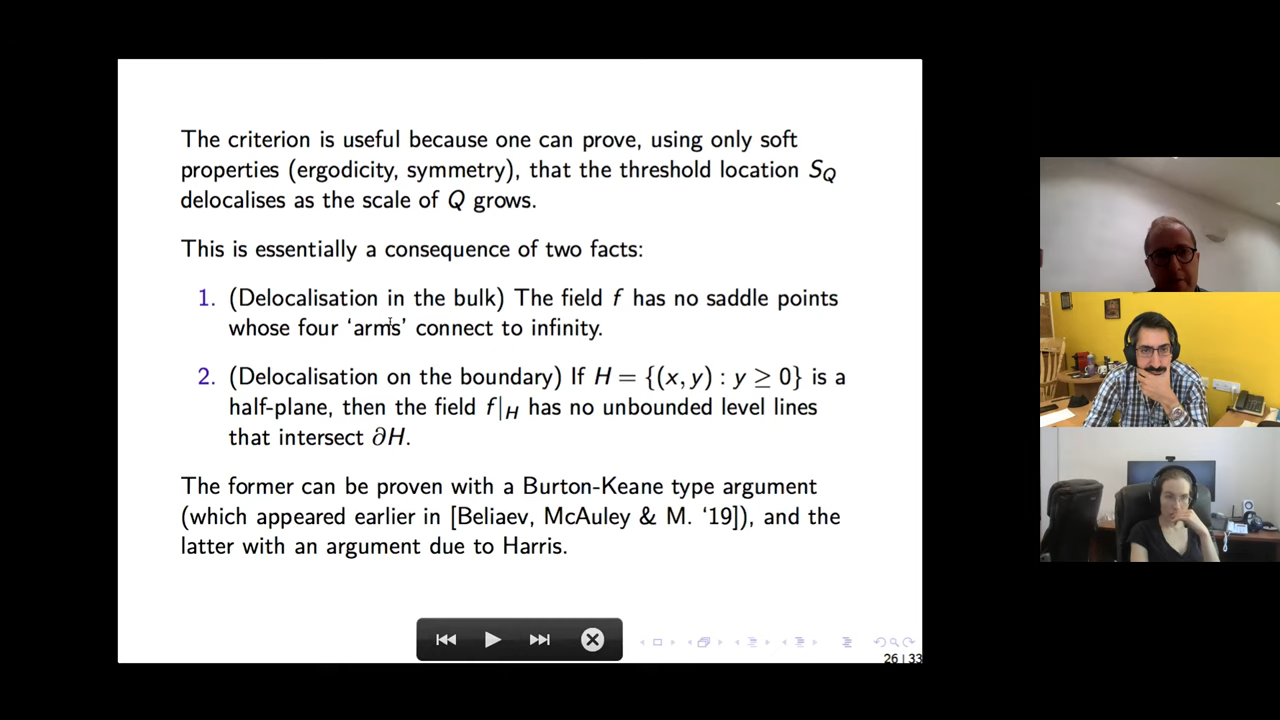 The criterion is useful because one can prove, using only soft
properties (ergodicity, symmetry), that the threshold location S_Q
delocalises as the scale of Q grows.
This is essentially a consequence of two facts:
1. (Delocalisation in the bulk) The field f has no saddle points
whose four ‘arms’ connect to infinity.
2. (Delocalisation on the boundary) If H = {(x, y) : y ≥ 0} is a
half-plane, then the field f|_H has no unbounded level lines
that intersect ∂H.
The former can be proven with a Burton-Keane type argument
(which appeared earlier in [Beliaev, McAuley & M. ‘19]), and the
latter with an argument due to Harris.
26 | 33